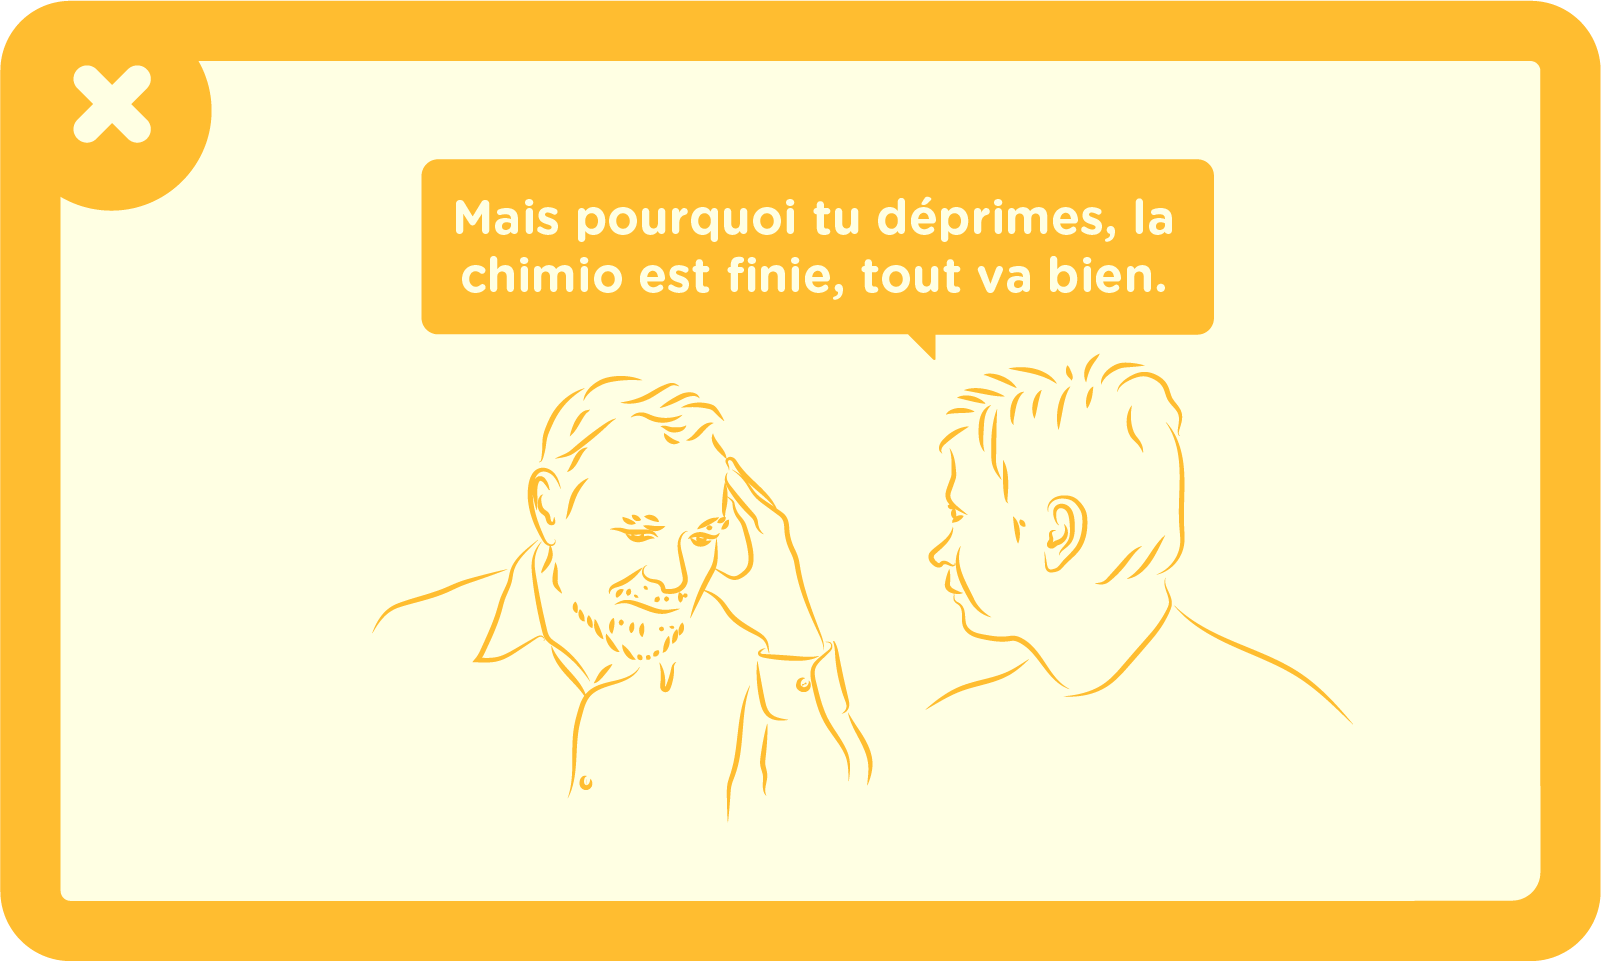 Mais pourquoi tu déprimes, la
chimio est finie, tout va bien.